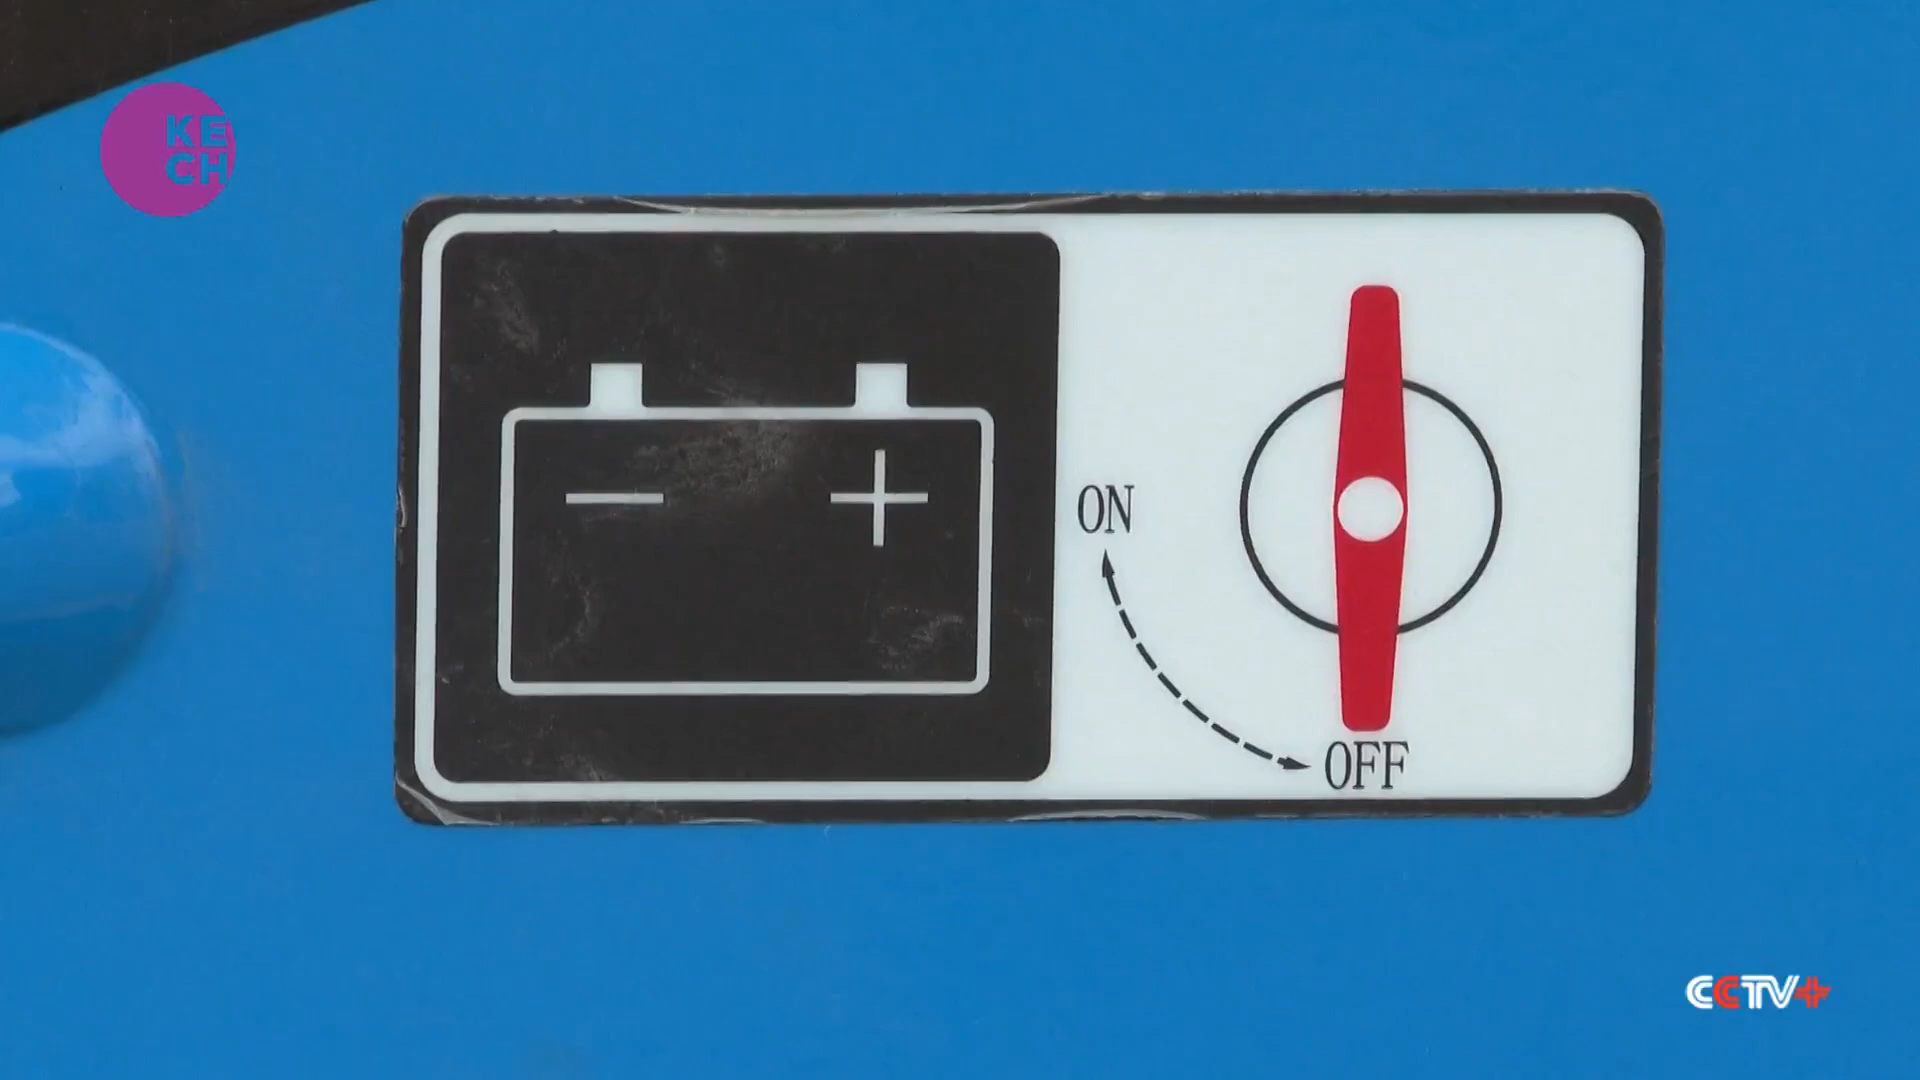 KE
CH
− +
ON
OFF
CCTV+